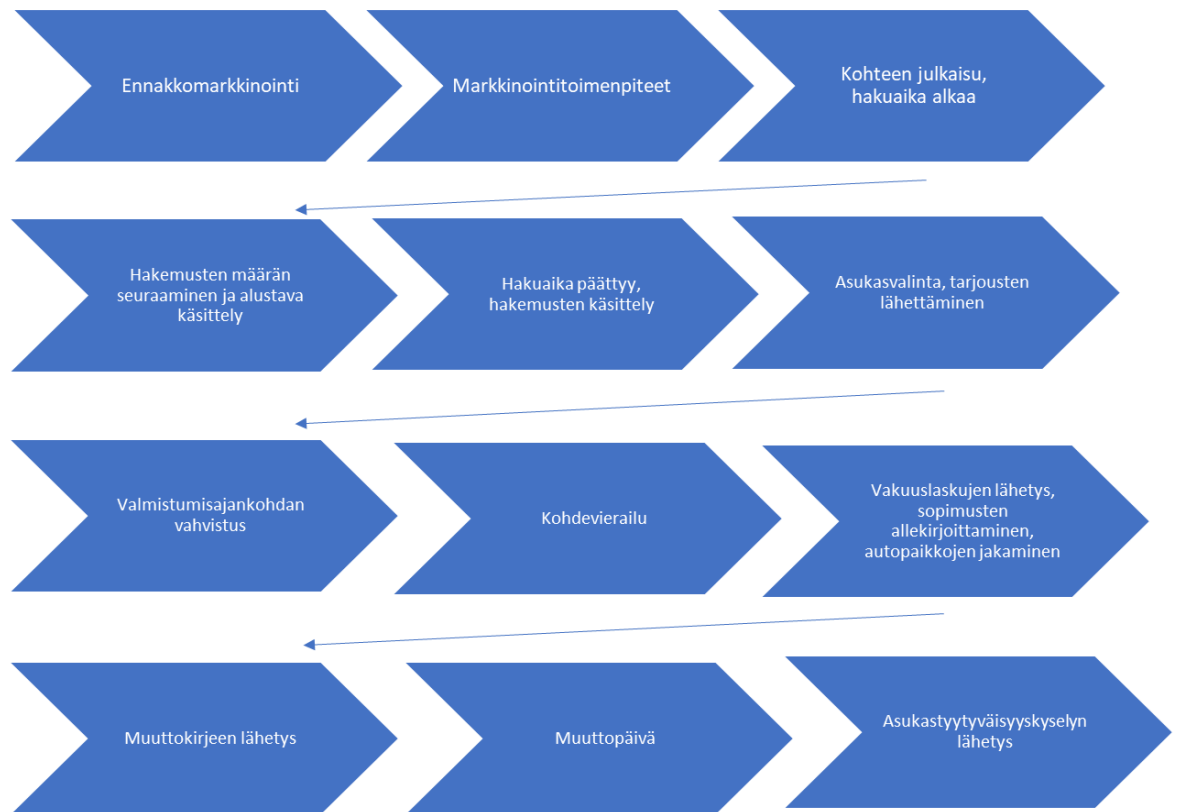 Ennakkomarkkinointi
Markkinointitoimenpiteet
Kohteen julkaisu,
hakuaika alkaa
Hakemusten määrän
seuraaminen ja alustava
käsittely
Hakuaika päättyy,
hakemusten käsittely
Asukasvalinta, tarjousten
lähettäminen
Valmistumisajankohdan
vahvistus
Kohdevierailu
Vakuuslaskujen lähetys,
sopimusten
allekirjoittaminen,
autopaikkojen jakaminen
Muuttokirjeen lähetys
Muuttopäivä
Asukastyytyväisyyskyselyn
lähetys